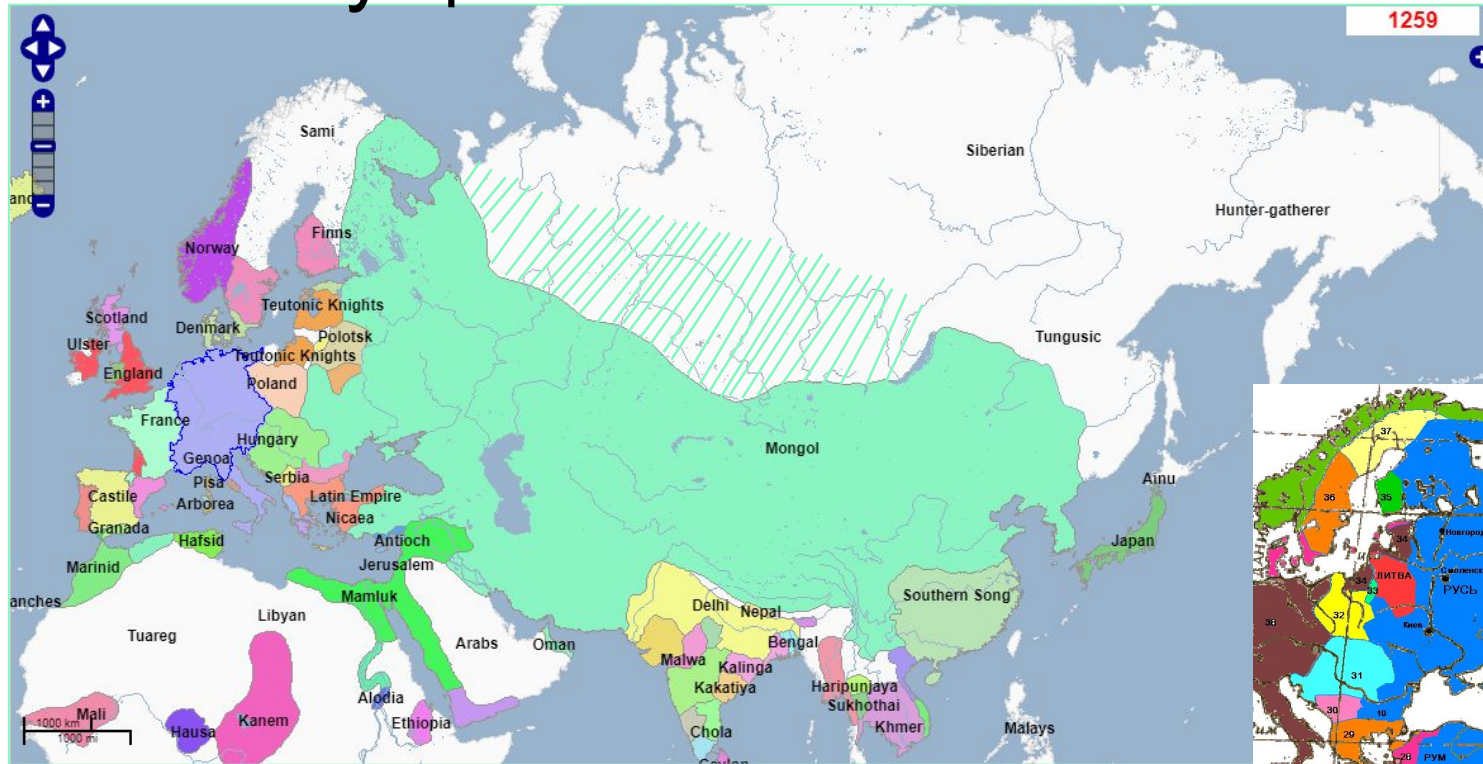 1259
Sami
Siberian
Hunter-gatherer
Norway
Finns
Teutonic Knights
Scotland
Denmark
Tungusic
Polotsk
Ulster
Teutonic Knights
England
Poland
France
Hungary
Mongol
Genoa
Pisa
Serbia
Ainu
Castile
Arborea
Latin Empire
Granada
Nicaea
Hafsid
Antioch
Japan
Marinid
Jerusalem
anches
Mamluk
Southern Song
Delhi
Nepal
Libyan
Tuareg
Arabs
Oman
Bengal
Malwa
Kalinga
Kakatiya
Haripunjaya
Alodia
Sukhothai
Mali
Kanem
Ethiopia
Khmer
Malays
Hausa
Chola
1000 km
1000 mi
37
36
35
34
Новгород
34
ЛИТВА
Смоленск
33
РУСЬ
32
38
Киев
31
30
10
29
28
РУМ